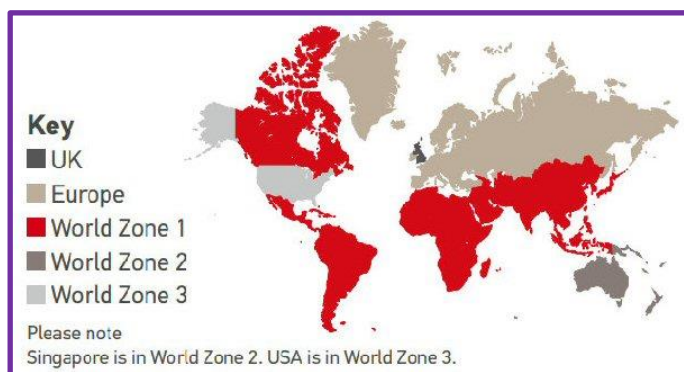 Key
UK
Europe
World Zone 1
World Zone 2
World Zone 3
Please note
Singapore is in World Zone 2. USA is in World Zone 3.